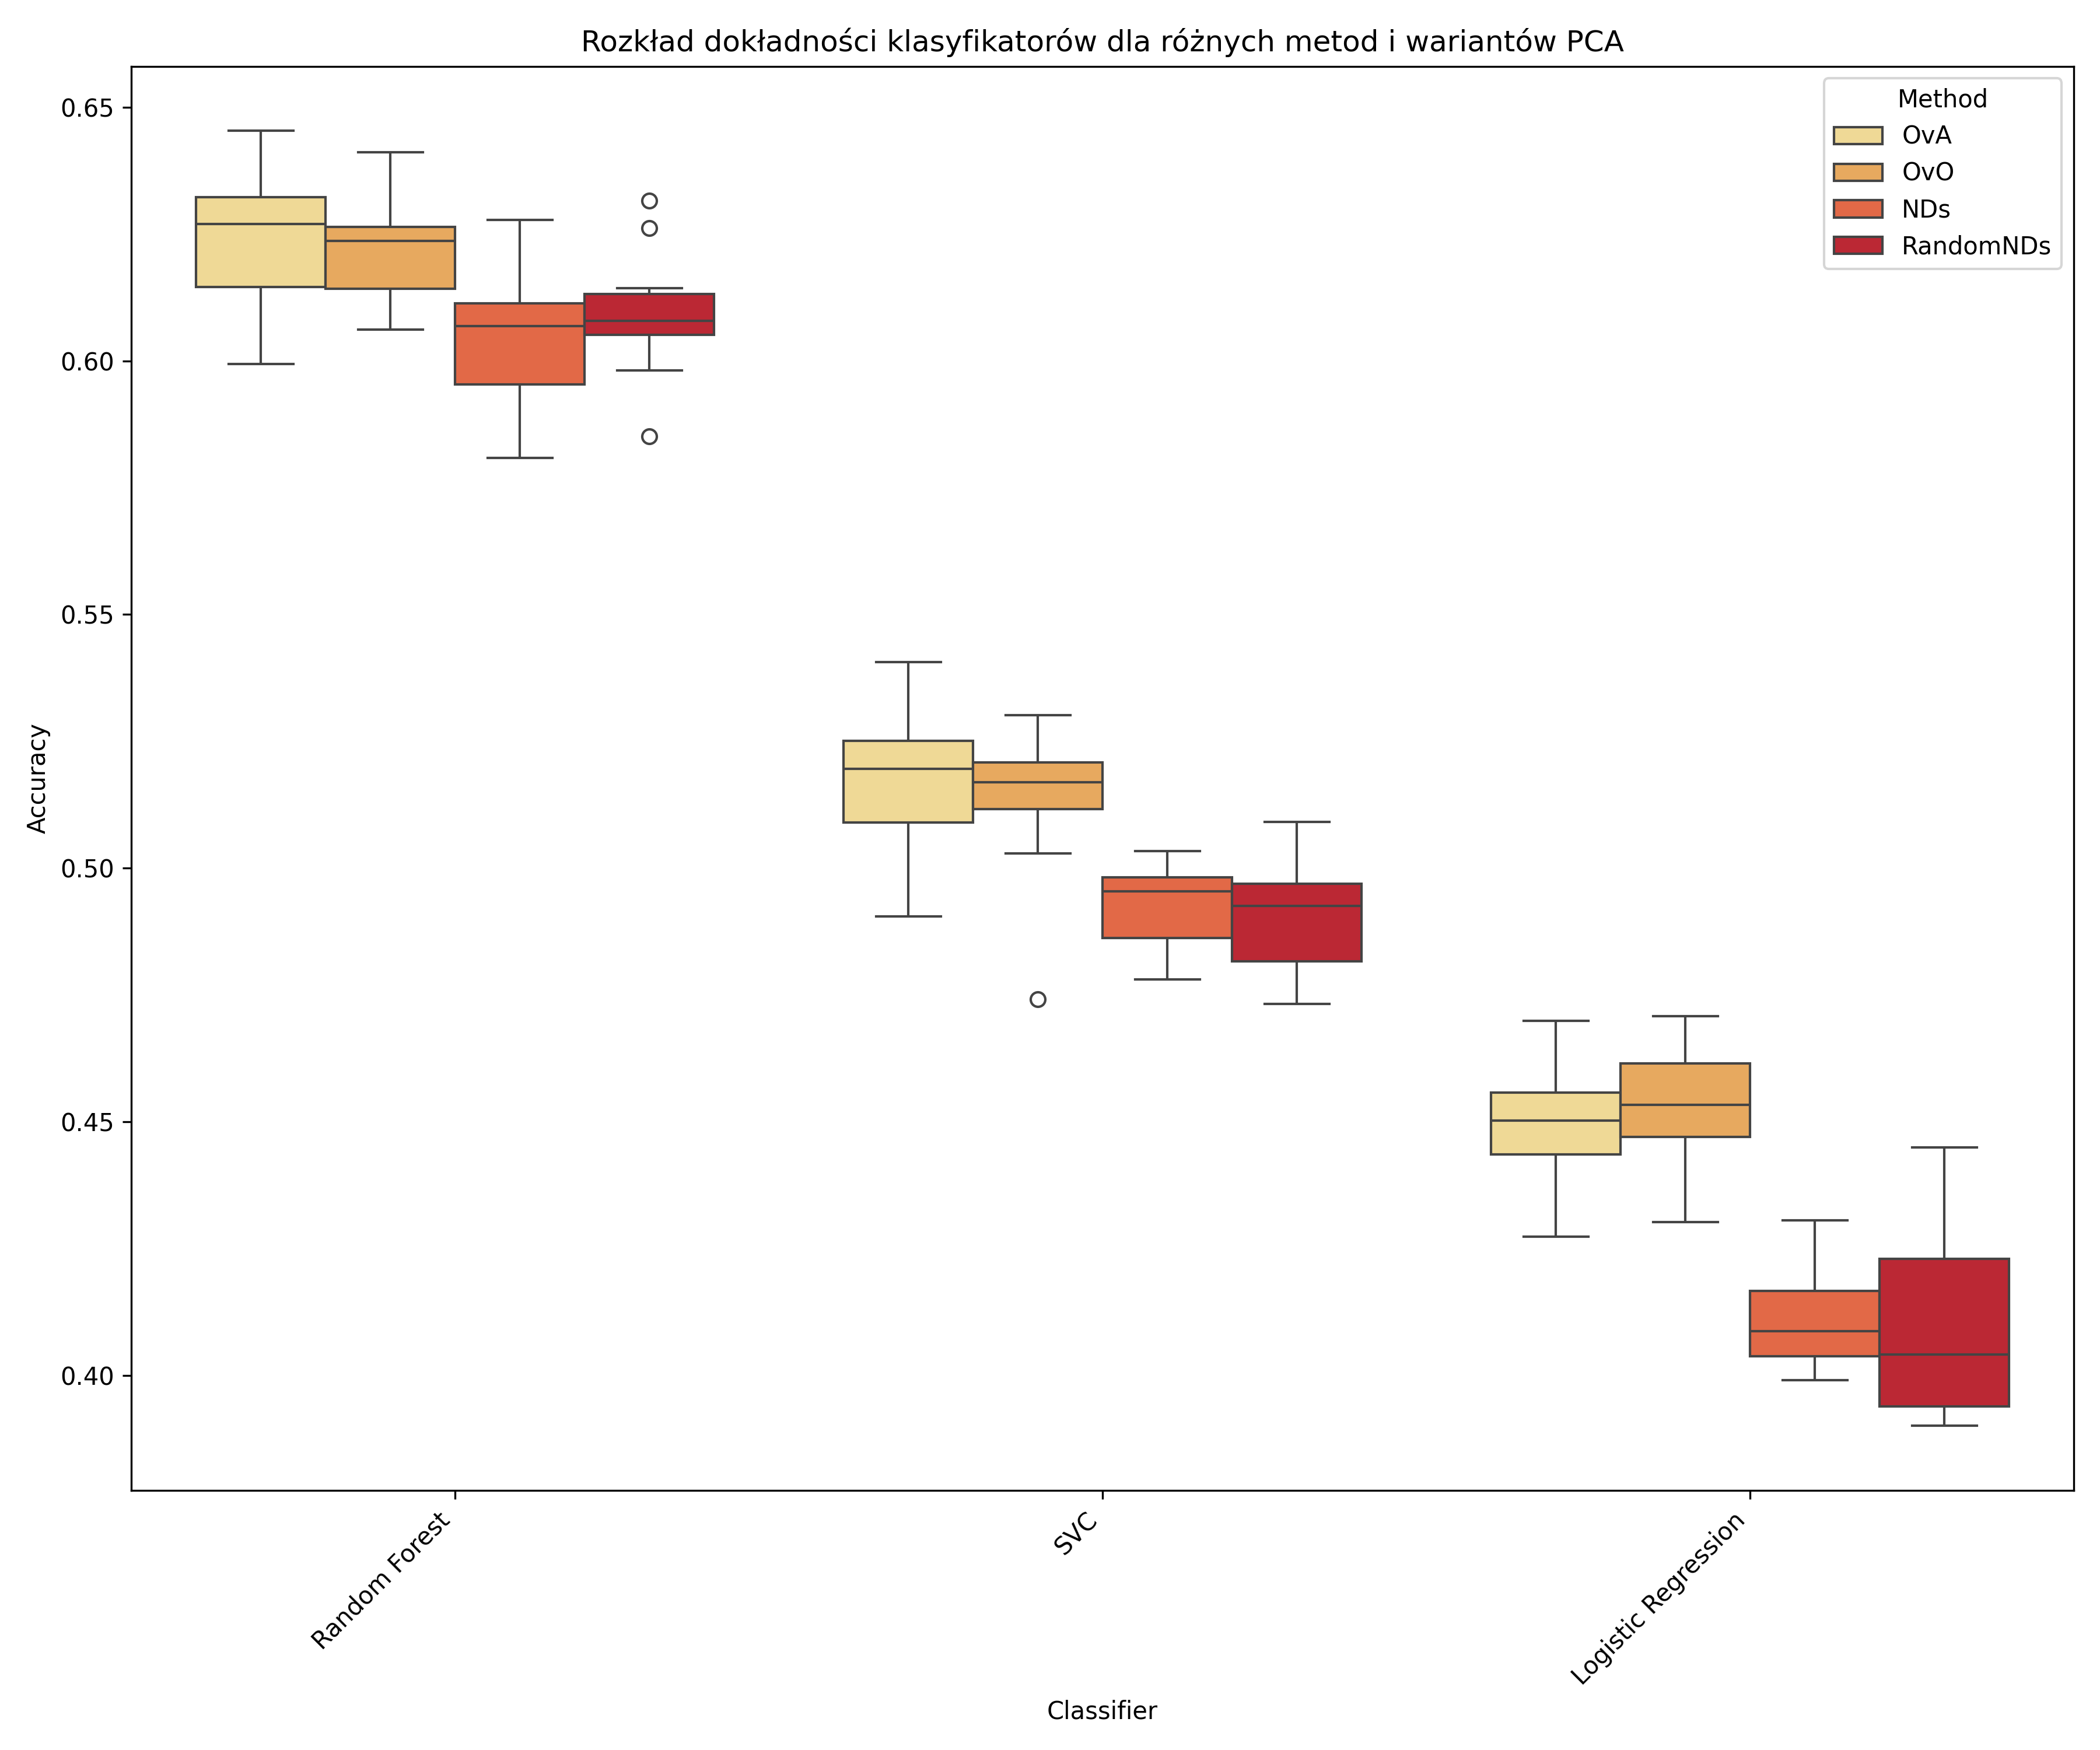 Rozkład dokładności klasyfikatorów dla różnych metod i wariantów PCA
Method
OvA
OvO
NDs
RandomNDs
Accuracy
0.65
0.60
0.55
0.50
0.45
0.40
Random Forest
SVC
Logistic Regression
Classifier